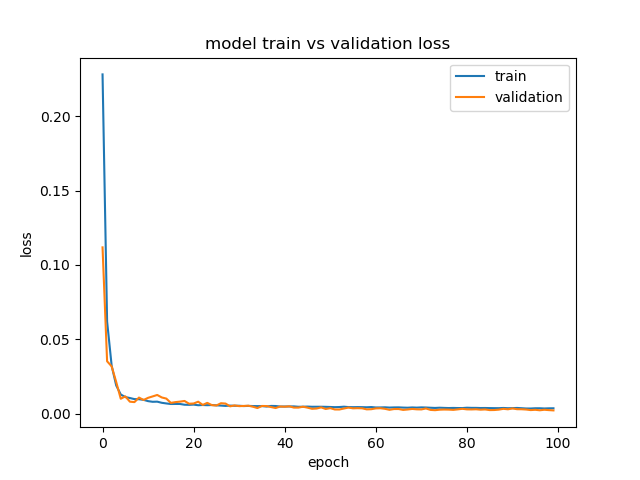 model train vs validation loss
train
validation
0.20
0.15
0.10
0.05
0.00
loss
0 20 40 60 80 100
epoch